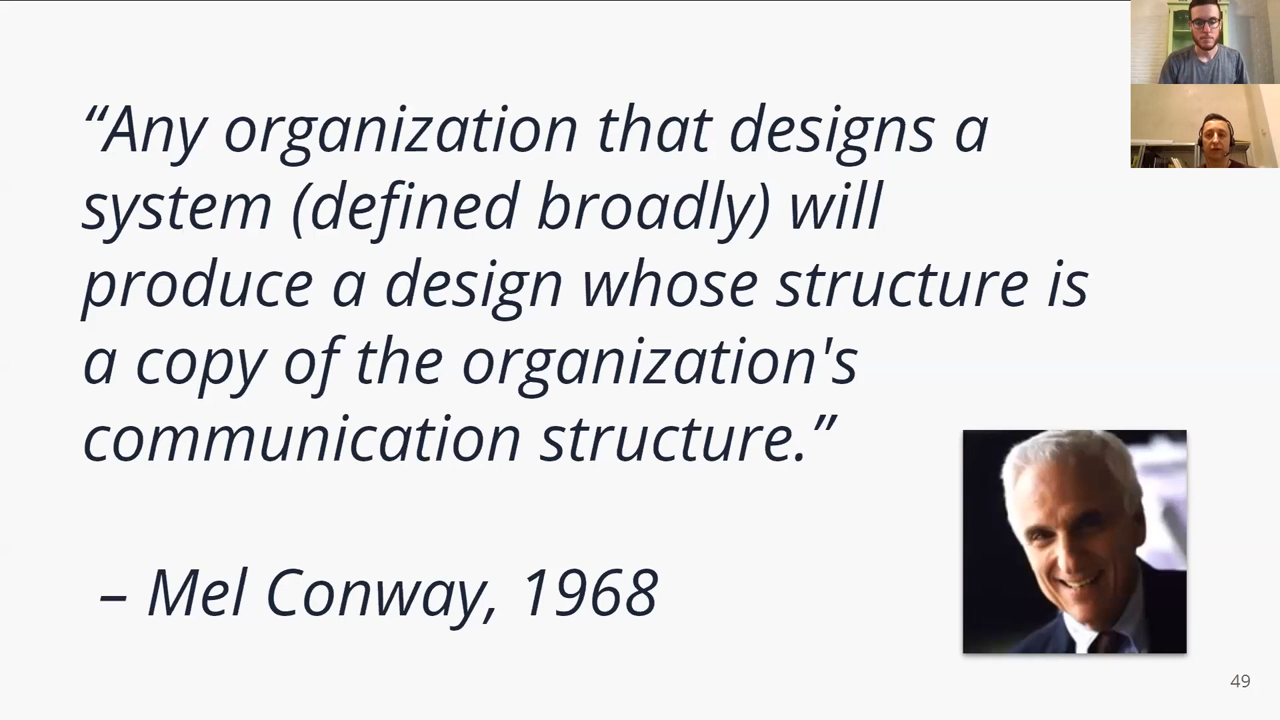 “Any organization that designs a
system (defined broadly) will
produce a design whose structure is
a copy of the organization's
communication structure.”
– Mel Conway, 1968
49